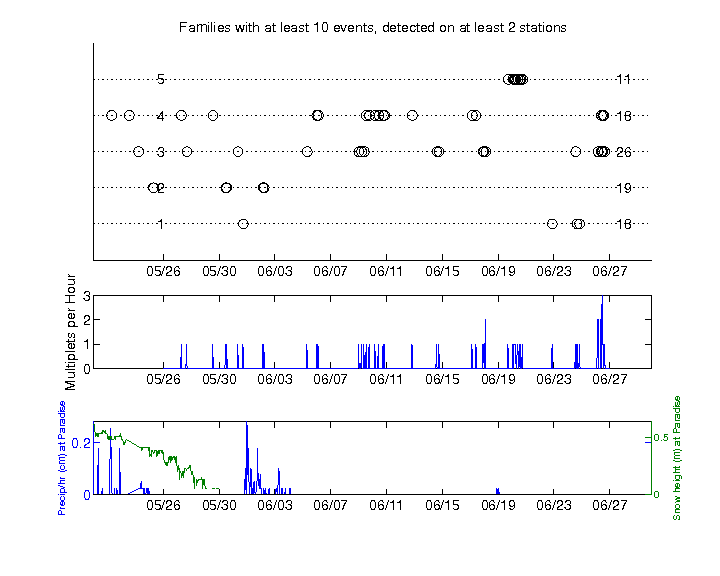 Families with at least 10 events, detected on at least 2 stations
5 11
4 18
3 26
2 19
1 18
05/26 05/30 06/03 06/07 06/11 06/15 06/19 06/23 06/27
Multiplets per Hour
3
2
1
0
05/26 05/30 06/03 06/07 06/11 06/15 06/19 06/23 06/27
Precip/hr (cm) at Paradise
0.2
0
0.5
0
Snow height (m) at Paradise
05/26 05/30 06/03 06/07 06/11 06/15 06/19 06/23 06/27